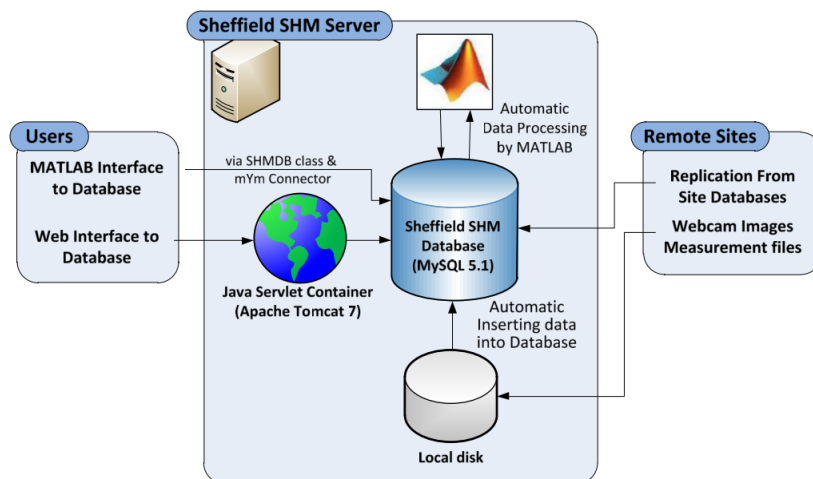 Sheffield SHM Server
Users
MATLAB Interface
to Database
Web Interface to
Database
via SHMDB class &
mYm Connector
Java Servlet Container
(Apache Tomcat 7)
Automatic
Data Processing
by MATLAB
Sheffield SHM
Database
(MySQL 5.1)
Automatic
Inserting data
into Database
Local disk
Remote Sites
Replication From
Site Databases
Webcam Images
Measurement files